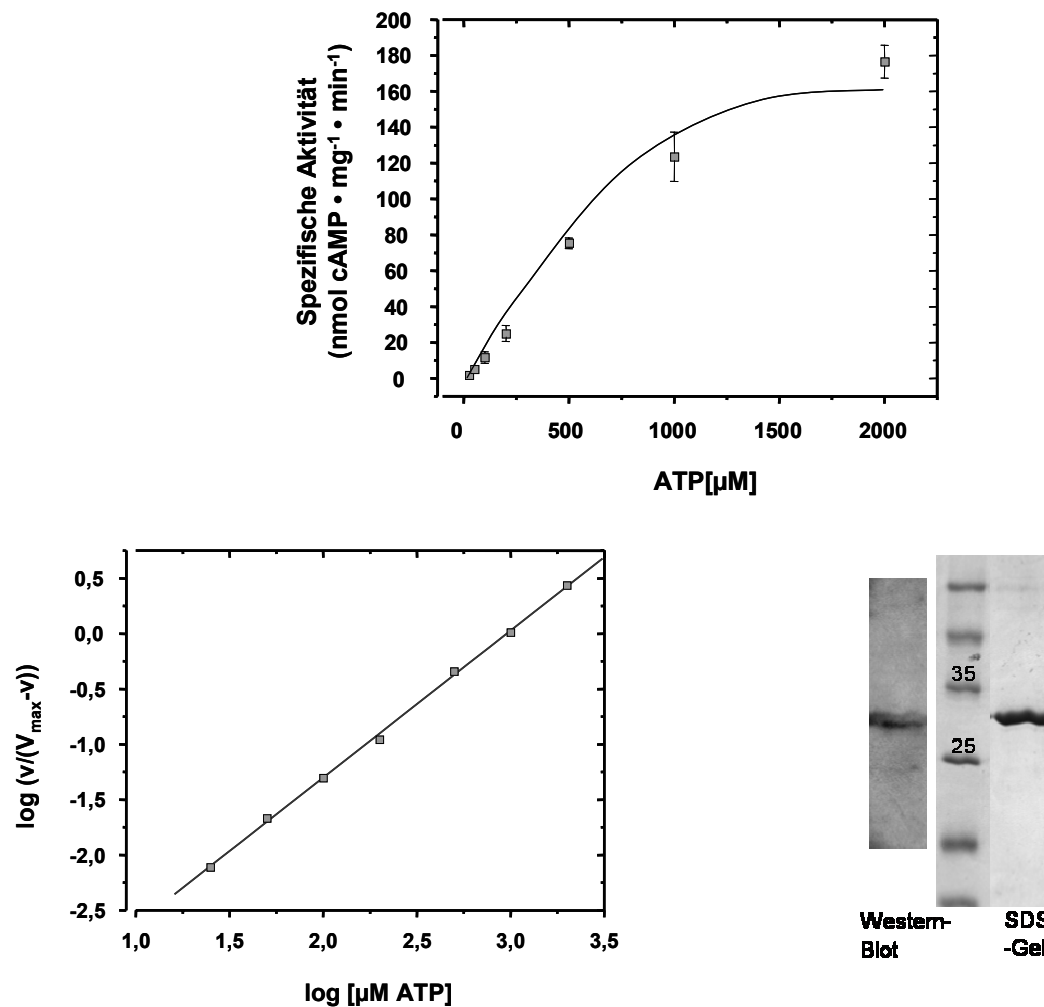 Spezifische Aktivität
(nmol cAMP • mg⁻¹ • min⁻¹)
200
180
160
140
120
100
80
60
40
20
0
0 500 1000 1500 2000
ATP[µM]
log (v/(Vmax-v))
0,5
0,0
-0,5
-1,0
-1,5
-2,0
-2,5
1,0 1,5 2,0 2,5 3,0 3,5
log [µM ATP]
35
25
Western-
Blot
SDS
-Gel